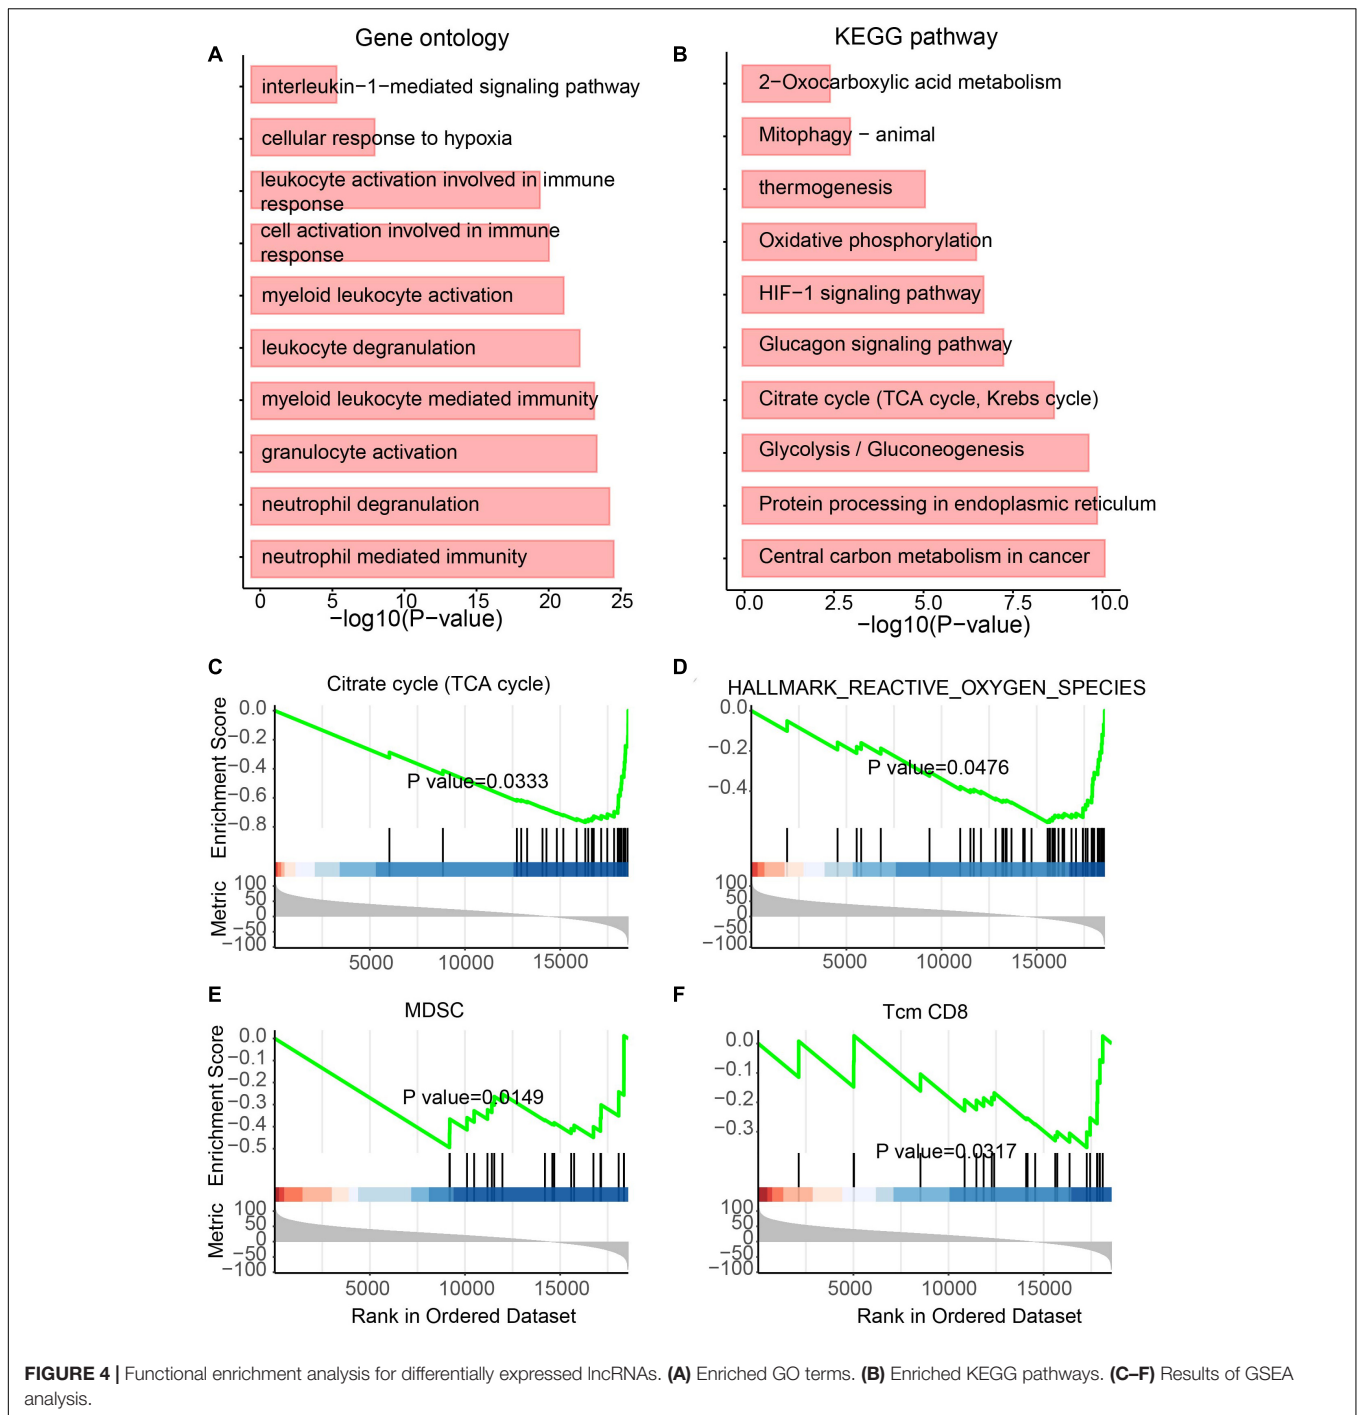 A
Gene ontology
interleukin−1−mediated signaling pathway
cellular response to hypoxia
leukocyte activation involved in immune
response
cell activation involved in immune
response
myeloid leukocyte activation
leukocyte degranulation
myeloid leukocyte mediated immunity
granulocyte activation
neutrophil degranulation
neutrophil mediated immunity
0 5 10 15 20 25
−log10(P−value)
B
KEGG pathway
2−Oxocarboxylic acid metabolism
Mitophagy − animal
thermogenesis
Oxidative phosphorylation
HIF−1 signaling pathway
Glucagon signaling pathway
Citrate cycle (TCA cycle, Krebs cycle)
Glycolysis / Gluconeogenesis
Protein processing in endoplasmic reticulum
Central carbon metabolism in cancer
0.0 2.5 5.0 7.5 10.0
−log10(P−value)
C
Citrate cycle (TCA cycle)
Enrichment Score
0.0
−0.2
−0.4
−0.6
−0.8
P value=0.0333
Metric
100
50
0
−50
−100
5000 10000 15000
D
HALLMARK_REACTIVE_OXYGEN_SPECIES
0.0
−0.2
−0.4
P value=0.0476
100
50
0
−50
−100
5000 10000 15000
E
MDSC
Enrichment Score
0.0
−0.1
−0.2
−0.3
−0.4
−0.5
P value=0.0149
Metric
100
50
0
−50
−100
5000 10000 15000
Rank in Ordered Dataset
F
Tcm CD8
0.0
−0.1
−0.2
−0.3
P value=0.0317
100
50
0
−50
−100
5000 10000 15000
Rank in Ordered Dataset
FIGURE 4 | Functional enrichment analysis for differentially expressed lncRNAs. (A) Enriched GO terms. (B) Enriched KEGG pathways. (C–F) Results of GSEA
analysis.